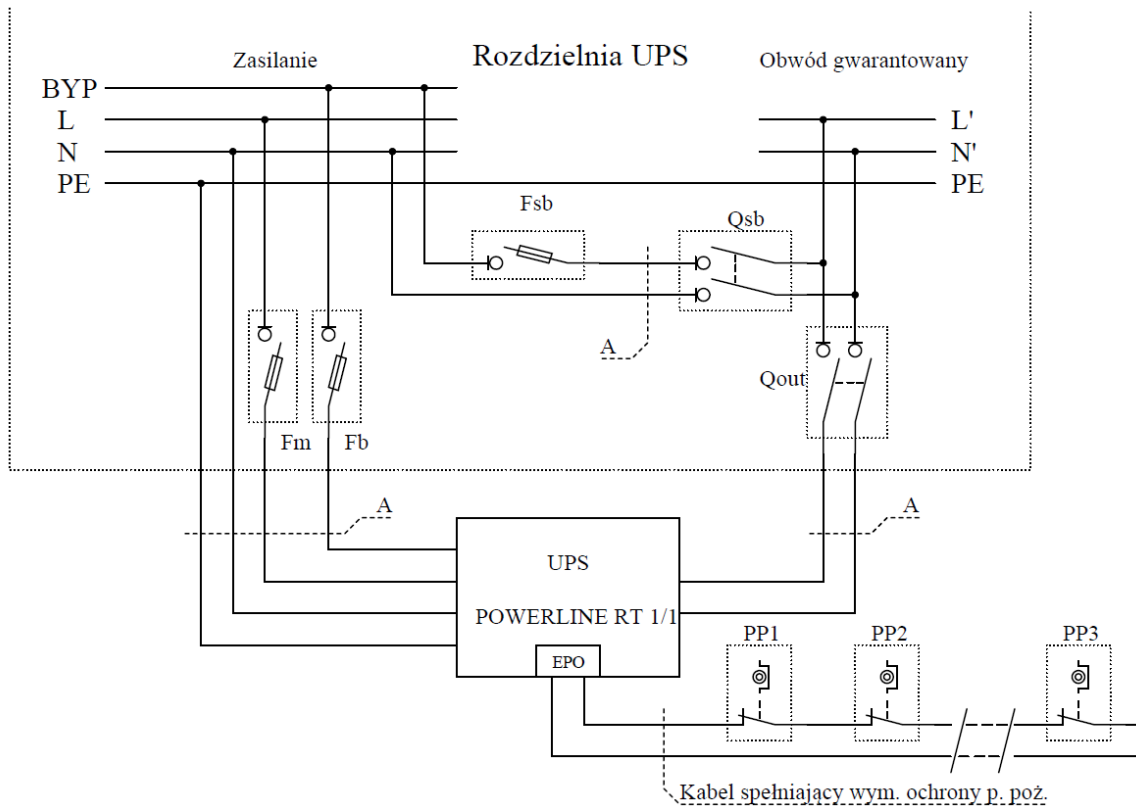 Zasilanie
Rozdzielnia UPS
Obwód gwarantowany
BYP
L
L'
N
N'
PE
PE
Fsb
Qsb
A
Qout
Fm
Fb
A
A
UPS
POWERLINE RT 1/1
EPO
PP1
PP2
PP3
Kabel spełniający wym. ochrony p. poż.